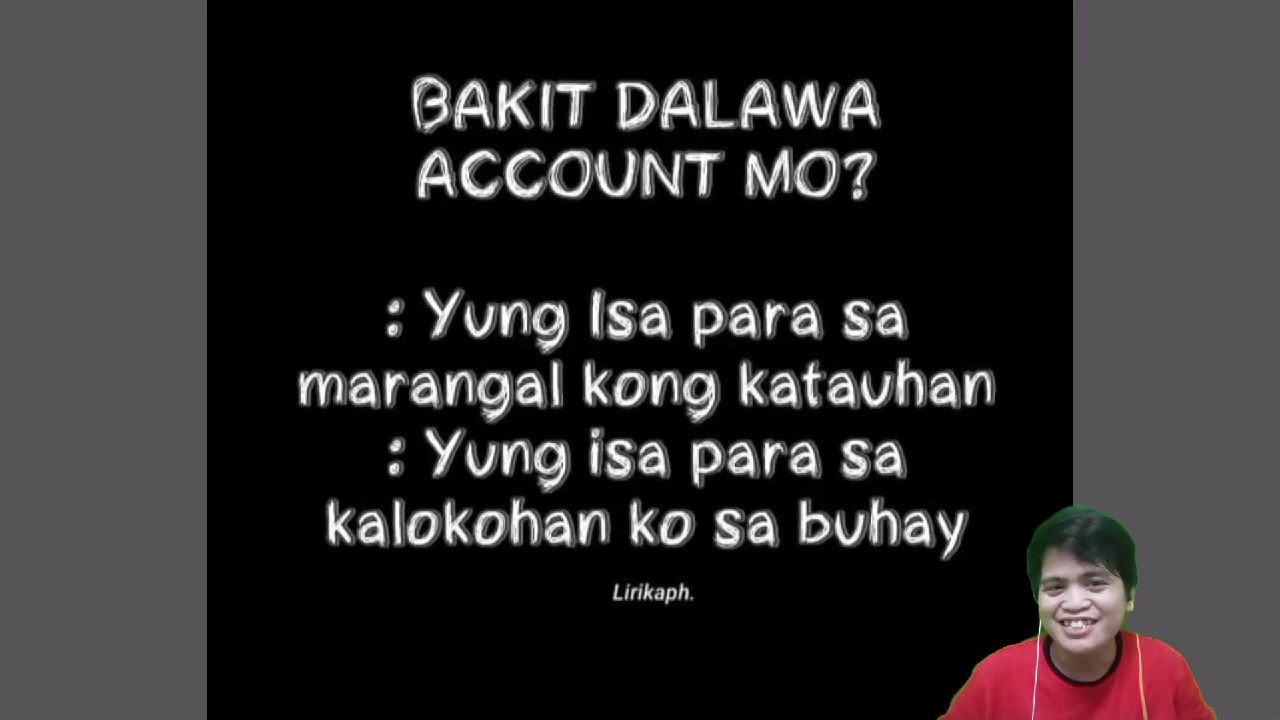 BAKIT DALAWA
ACCOUNT MO?
: Yung Isa para sa
marangal kong katauhan
: Yung isa para sa
kalokohan ko sa buhay
Lirikaph.